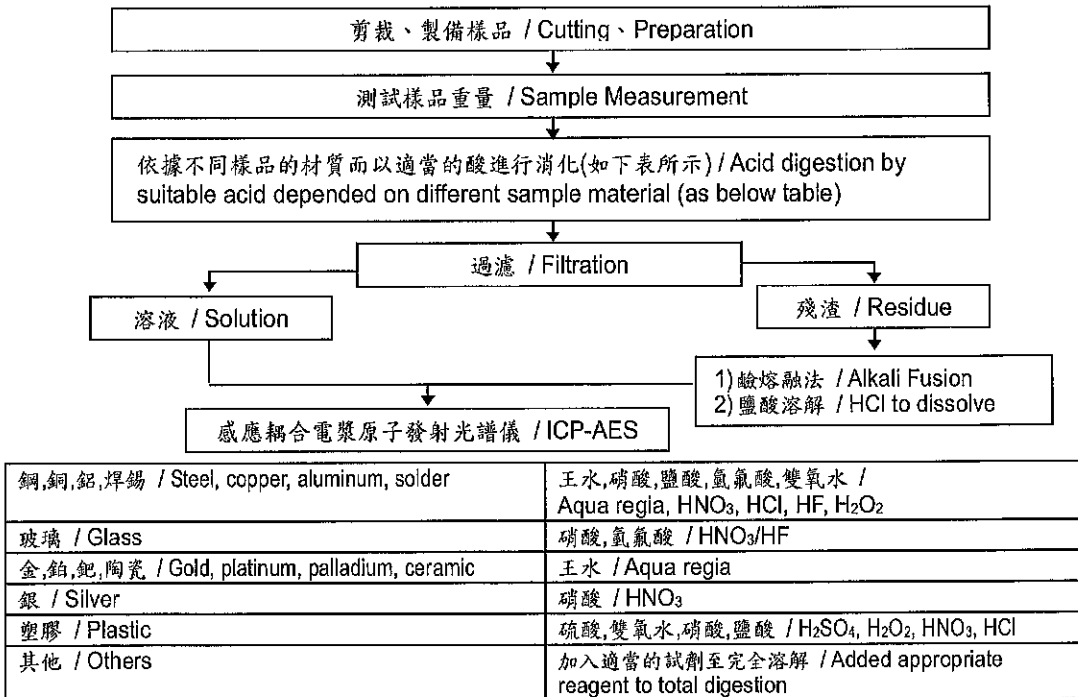 剪裁、製備樣品 / Cutting、Preparation
測試樣品重量 / Sample Measurement
依據不同樣品的材質而以適當的酸進行消化(如下表所示) / Acid digestion by
suitable acid depended on different sample material (as below table)
過濾 / Filtration
溶液 / Solution
殘渣 / Residue
1)鹼熔融法 / Alkali Fusion
2)鹽酸溶解 / HCl to dissolve
感應耦合電漿原子發射光譜儀 / ICP-AES
鋼,銅,鋁,焊錫 / Steel, copper, aluminum, solder
王水,硝酸,鹽酸,氫氟酸,雙氧水 /
Aqua regia, HNO₃, HCl, HF, H₂O₂
玻璃 / Glass
硝酸,氫氟酸 / HNO₃/HF
金,鉑,鈀,陶瓷 / Gold, platinum, palladium, ceramic
王水 / Aqua regia
銀 / Silver
硝酸 / HNO₃
塑膠 / Plastic
硫酸,雙氧水,硝酸,鹽酸 / H₂SO₄, H₂O₂, HNO₃, HCl
其他 / Others
加入適當的試劑至完全溶解 / Added appropriate
reagent to total digestion